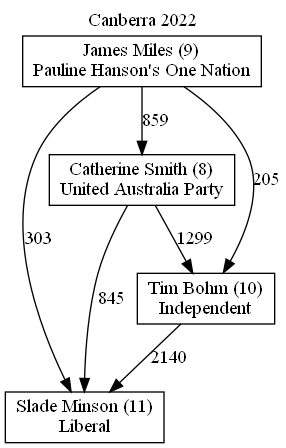 Canberra 2022
James Miles (9)
Pauline Hanson's One Nation
859
Catherine Smith (8)
United Australia Party
205
303
1299
845
Tim Bohm (10)
Independent
2140
Slade Minson (11)
Liberal